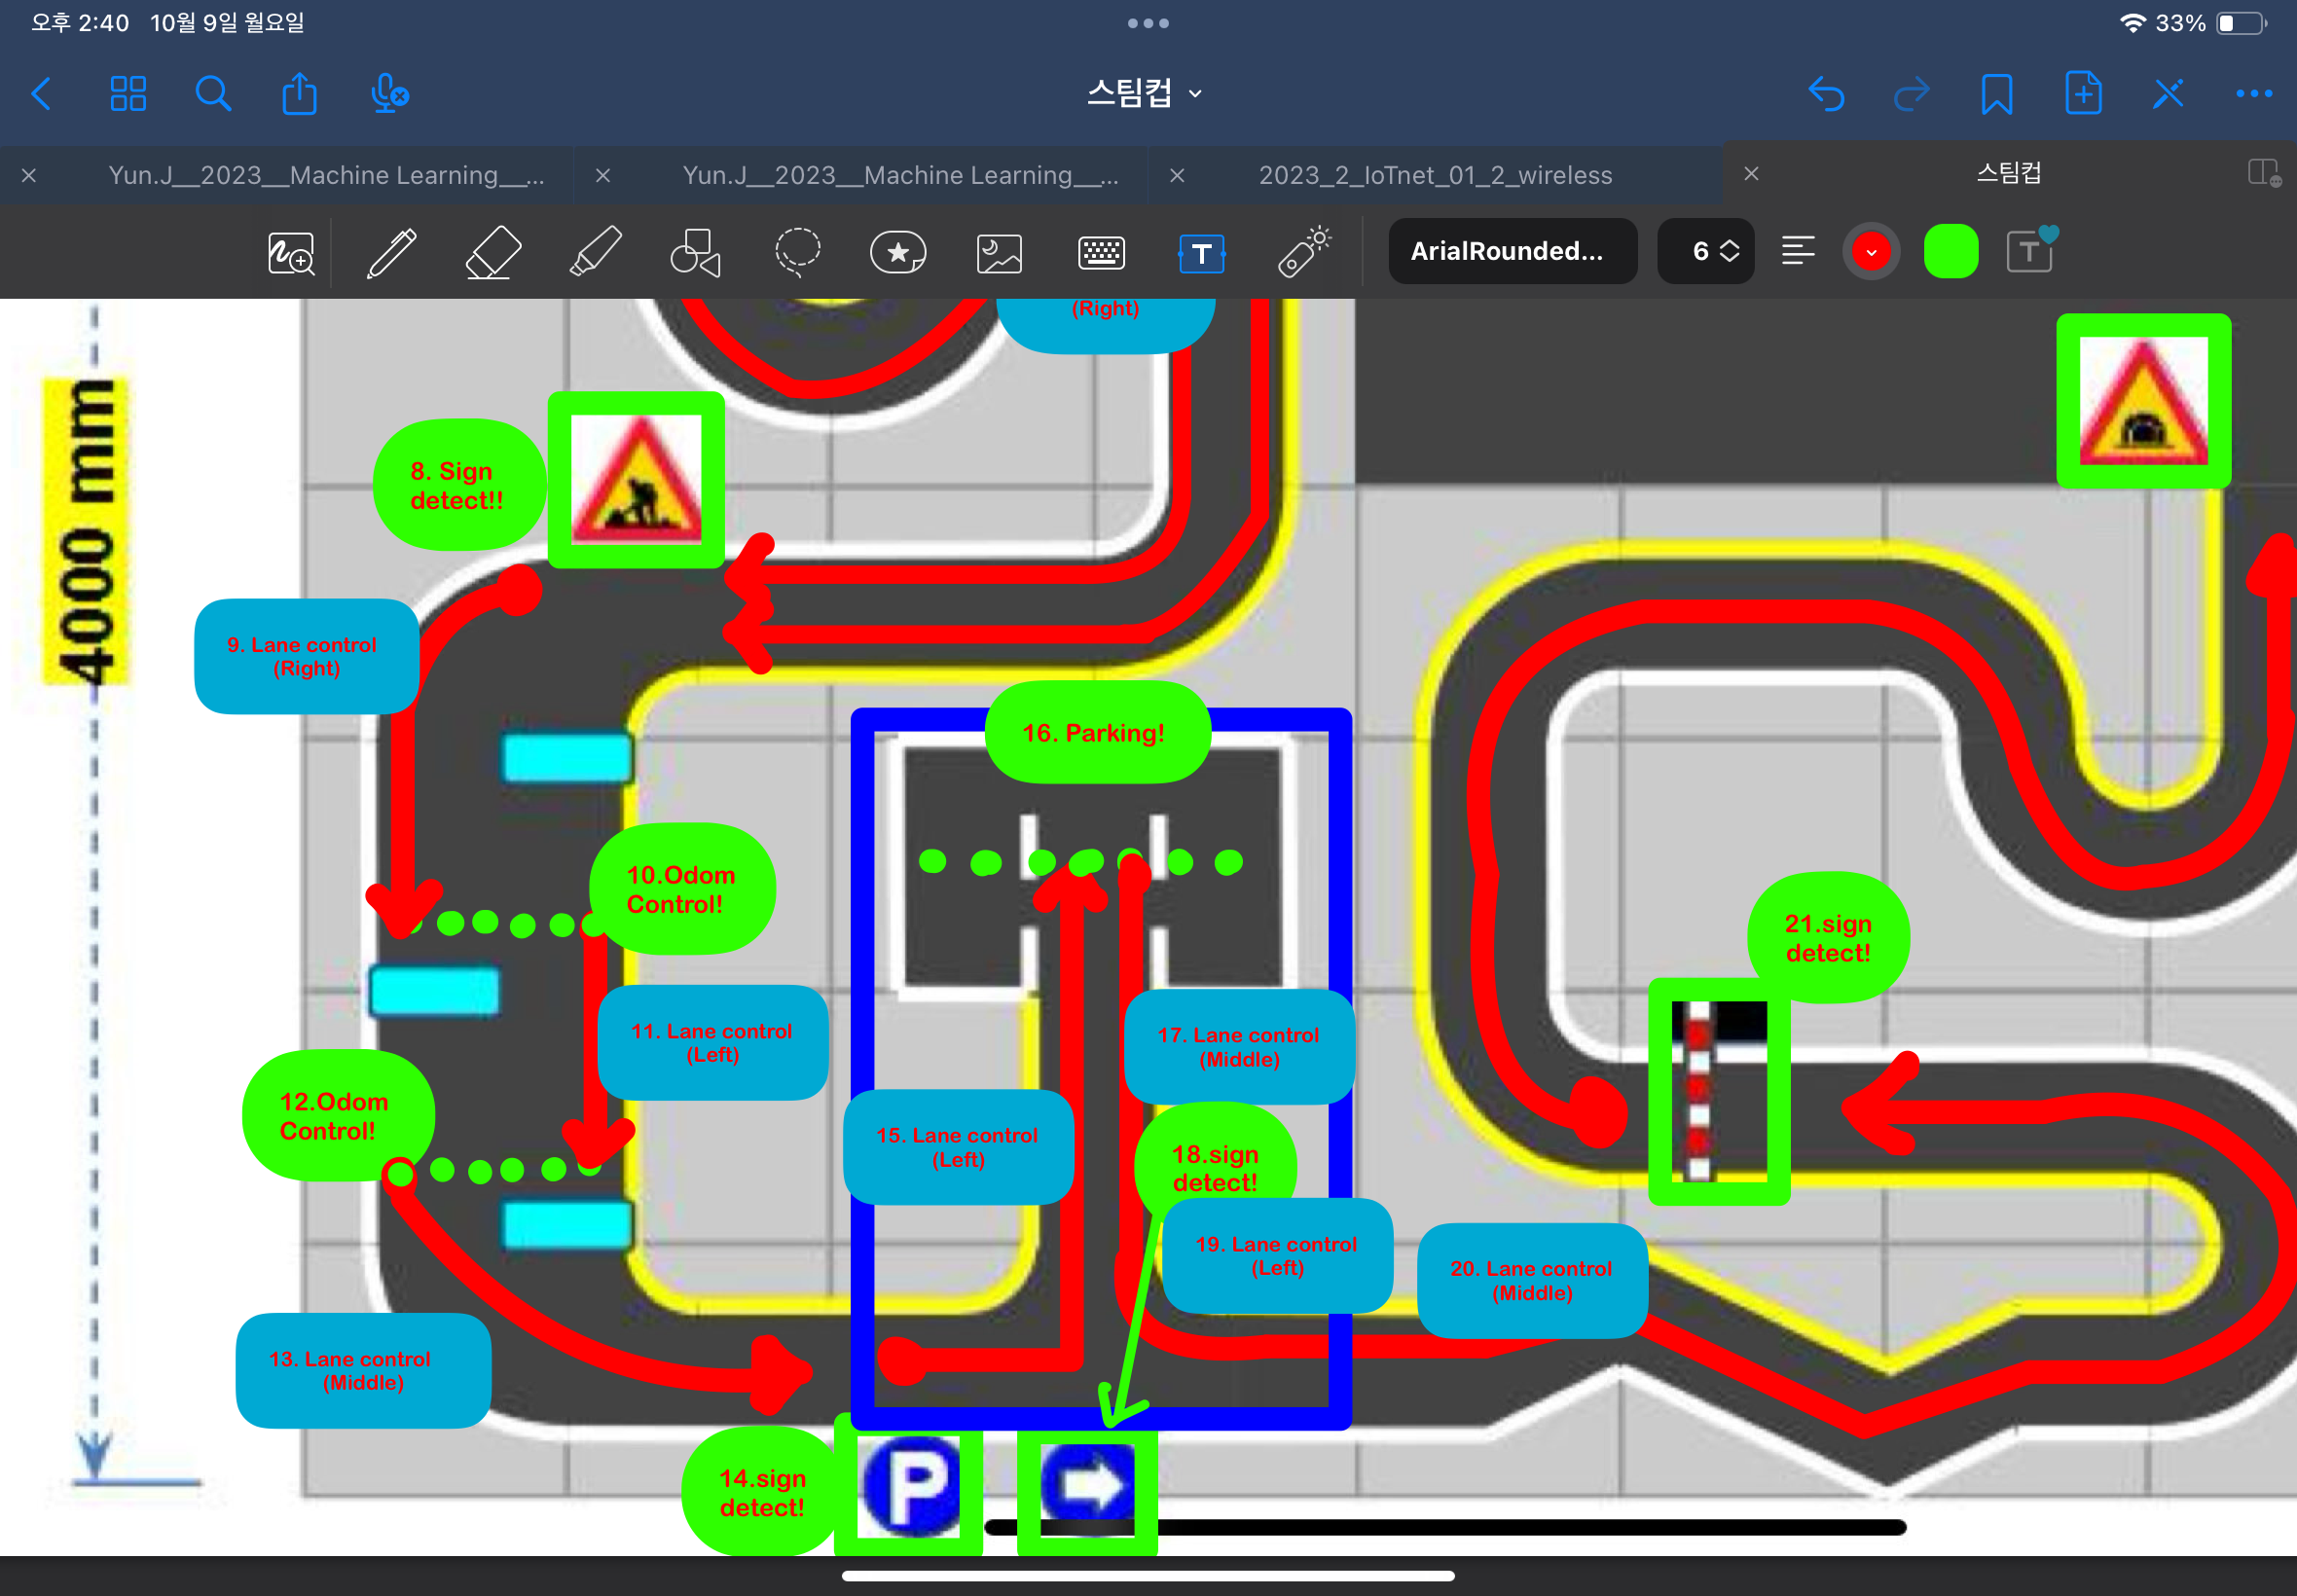 오후 2:40 10월 9일 월요일
33%
스팀컵
Yun.J__2023__Machine Learning__...
Yun.J__2023__Machine Learning__...
2023_2_IoTnet_01_2_wireless
스팀컵
T
ArialRounded...
6
T
(Right)
4000 mm
8. Sign
detect!!
9. Lane control
(Right)
16. Parking!
10.Odom
Control!
21.sign
detect!
11. Lane control
(Left)
17. Lane control
(Middle)
12.Odom
Control!
15. Lane control
(Left)
18.sign
detect!
19. Lane control
(Left)
20. Lane control
(Middle)
13. Lane control
(Middle)
14.sign
detect!
P